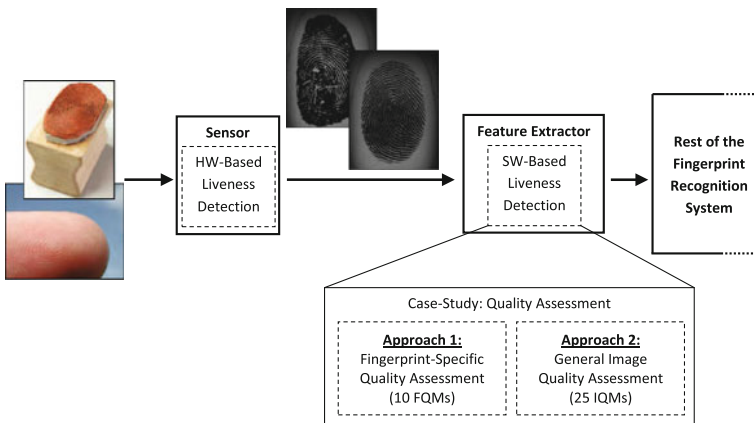 Sensor
HW-Based
Liveness
Detection
Feature Extractor
SW-Based
Liveness
Detection
Rest of the
Fingerprint
Recognition
System
Case-Study: Quality Assessment
Approach 1:
Fingerprint-Specific
Quality Assessment
(10 FQMs)
Approach 2:
General Image
Quality Assessment
(25 IQMs)